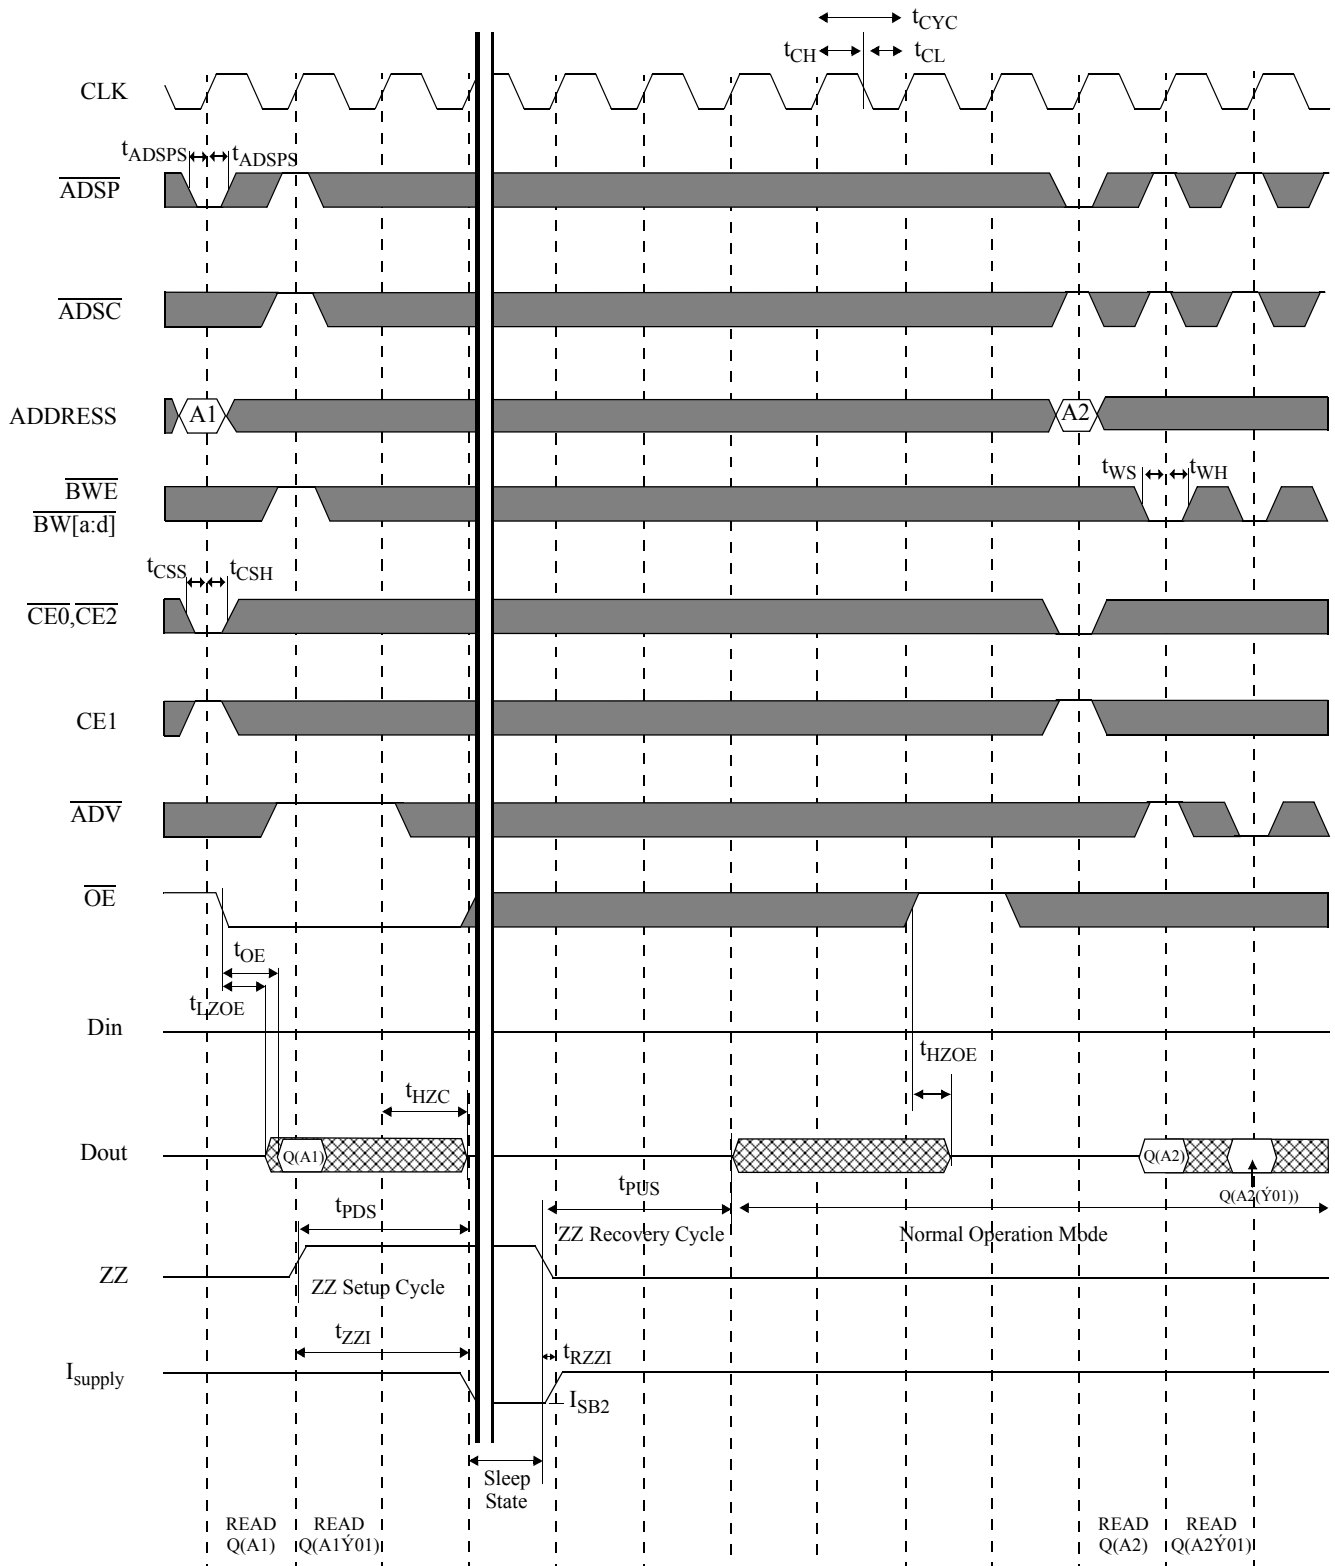 tCYC
tCH tCL
CLK
tADSPS tADSPS
ADSP
ADSC
ADDRESS A1 A2
tWS tWH
BWE
BW[a:d]
tCSS tCSH
CE0,CE2
CE1
ADV
OE
tOE
tLZOE
Din
tHZOE
tHZC
Dout Q(A1) Q(A2)
Q(A2(Ý01))
tPUS
tPDS
ZZ Recovery Cycle Normal Operation Mode
ZZ
ZZ Setup Cycle
tZZI
tRZZI
Isupply
ISB2
Sleep
State
READ READ READ READ
Q(A1) Q(A1Ý01) Q(A2) Q(A2Ý01)